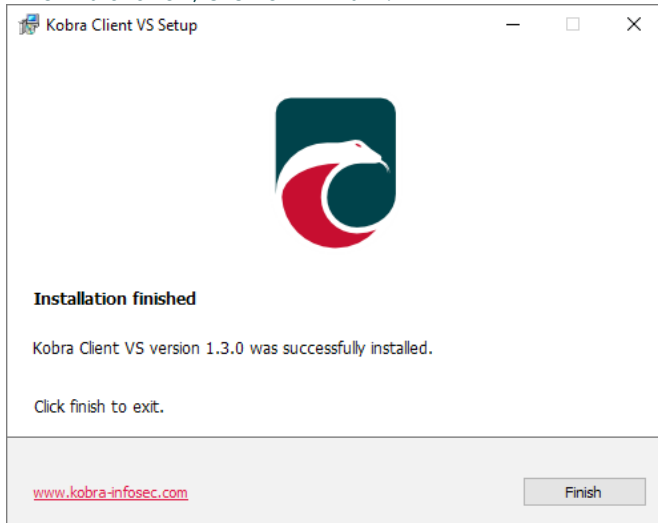 Kobra Client VS Setup
Installation finished
Kobra Client VS version 1.3.0 was successfully installed.
Click finish to exit.
www.kobra-infosec.com
Finish